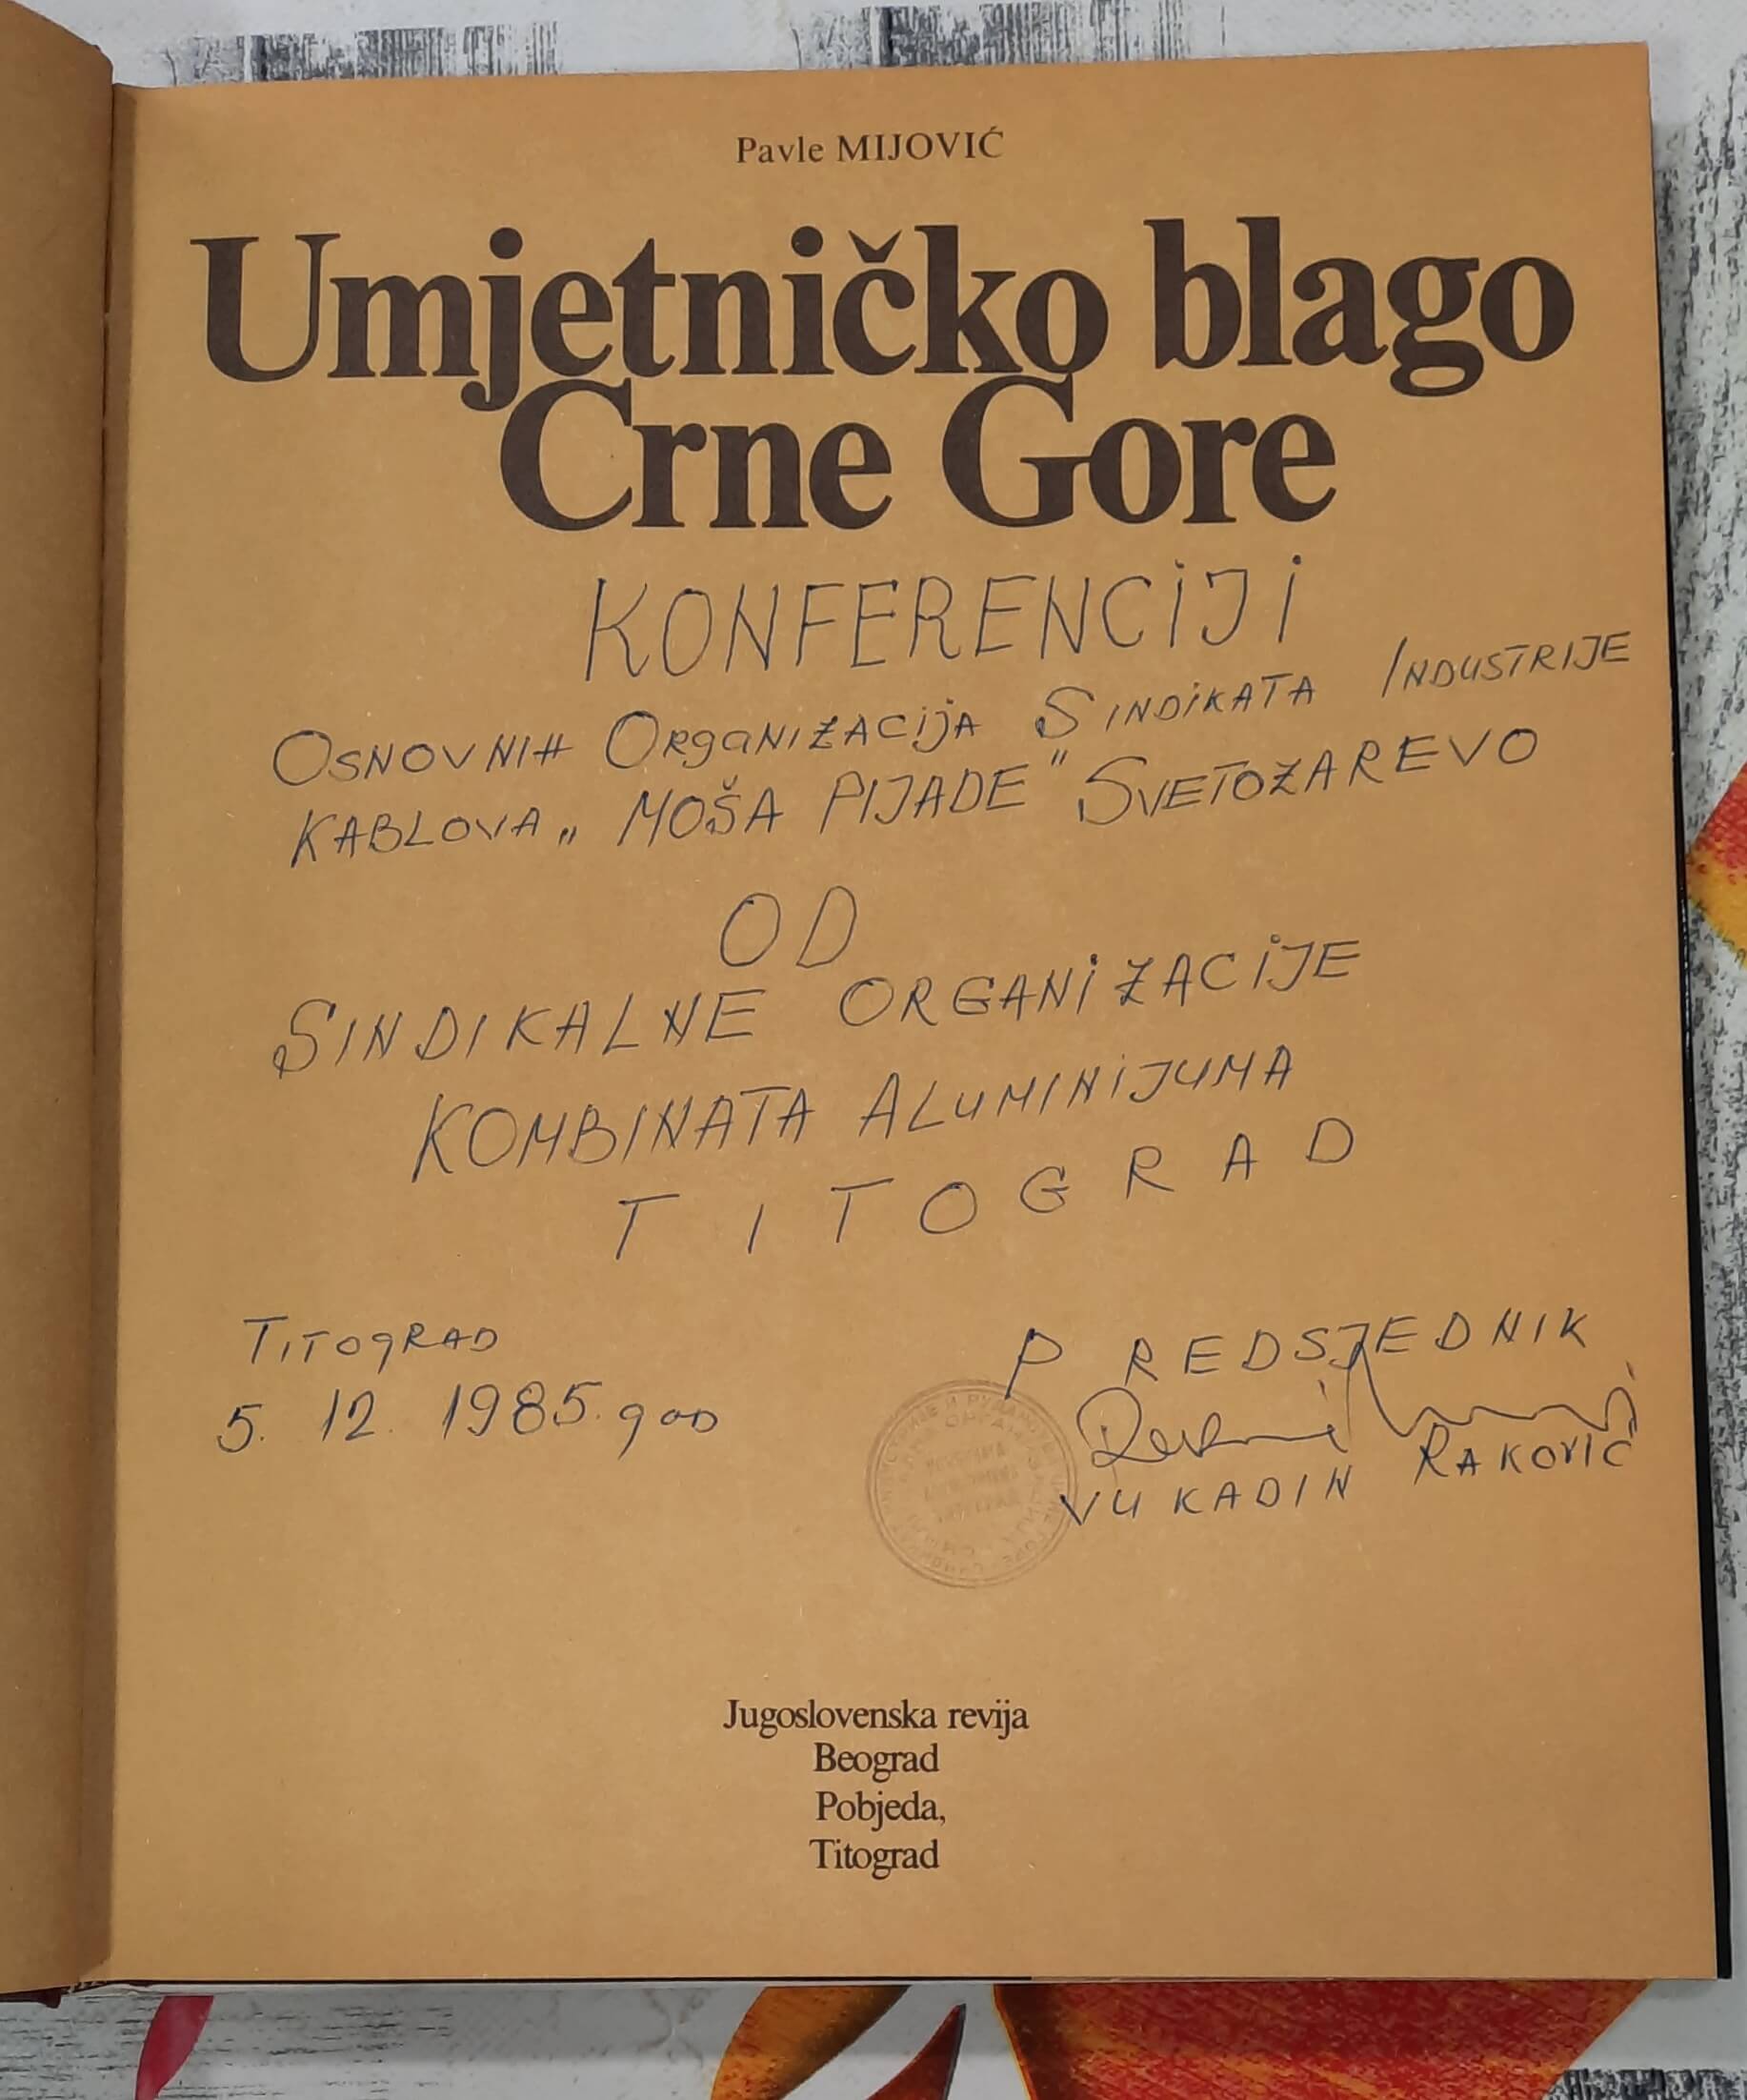 Pavle MIJOVIĆ
Umjetničko blago
Crne Gore
KONFERENCIJI
OSNOVNIH ORgaNIZACIJA SINDIKATA INDUSTRIJE
KABLOVA „MOŠA PIJADE" SVETOZAREVO
OD
SINDIKALNE ORGANIZACIJE
KOMBINATA ALUMINIJUMA
TITOGRAD
TITOgRAD
5. 12. 1985. god
PREDSJEDNIK
VUKADIN RAKOVIĆ
Jugoslovenska revija
Beograd
Pobjeda,
Titograd